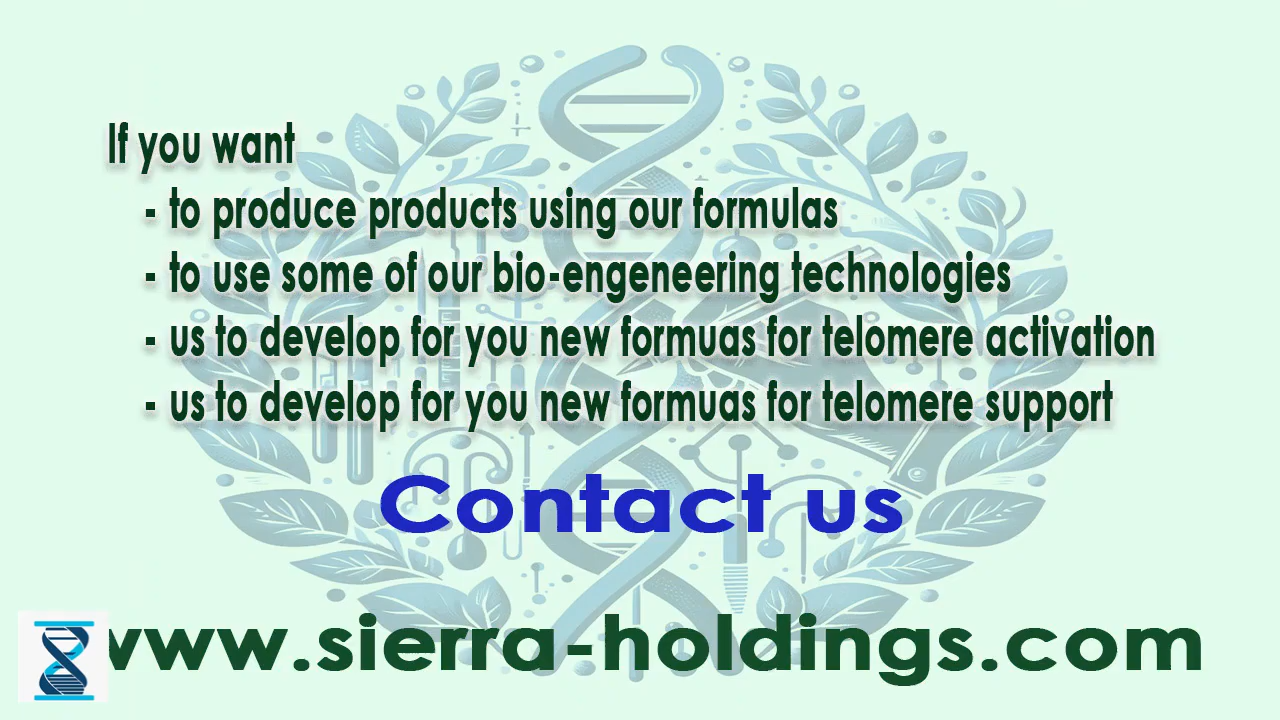 If you want
- to produce products using our formulas
- to use some of our bio-engeneering technologies
- us to develop for you new formuas for telomere activation
- us to develop for you new formuas for telomere support
Contact us
www.sierra-holdings.com